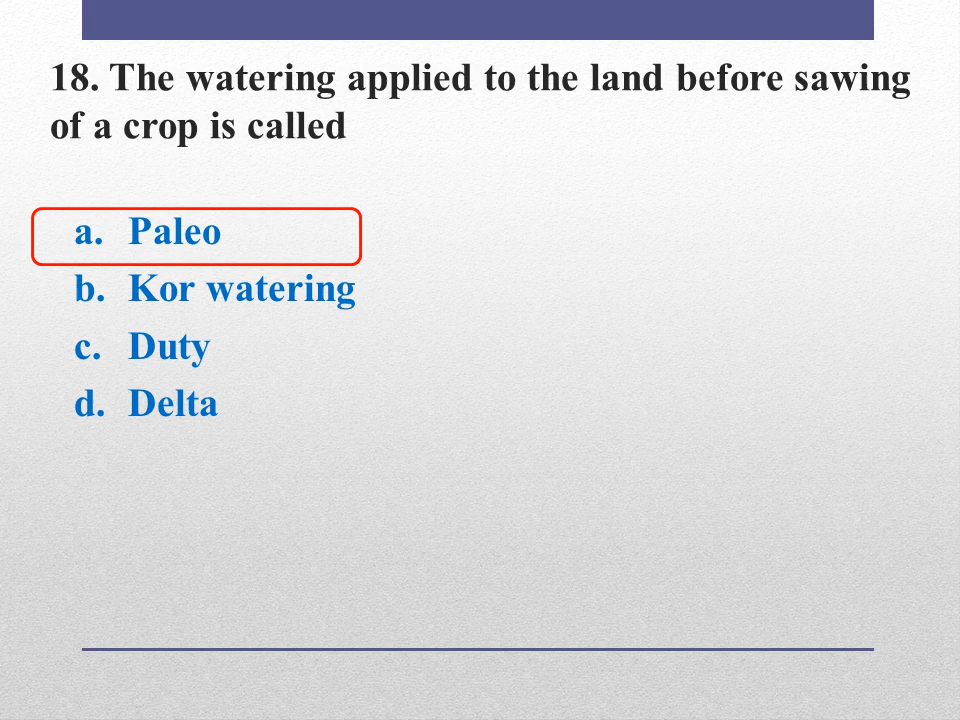 18. The watering applied to the land before sawing
of a crop is called
a. Paleo
b. Kor watering
c. Duty
d. Delta